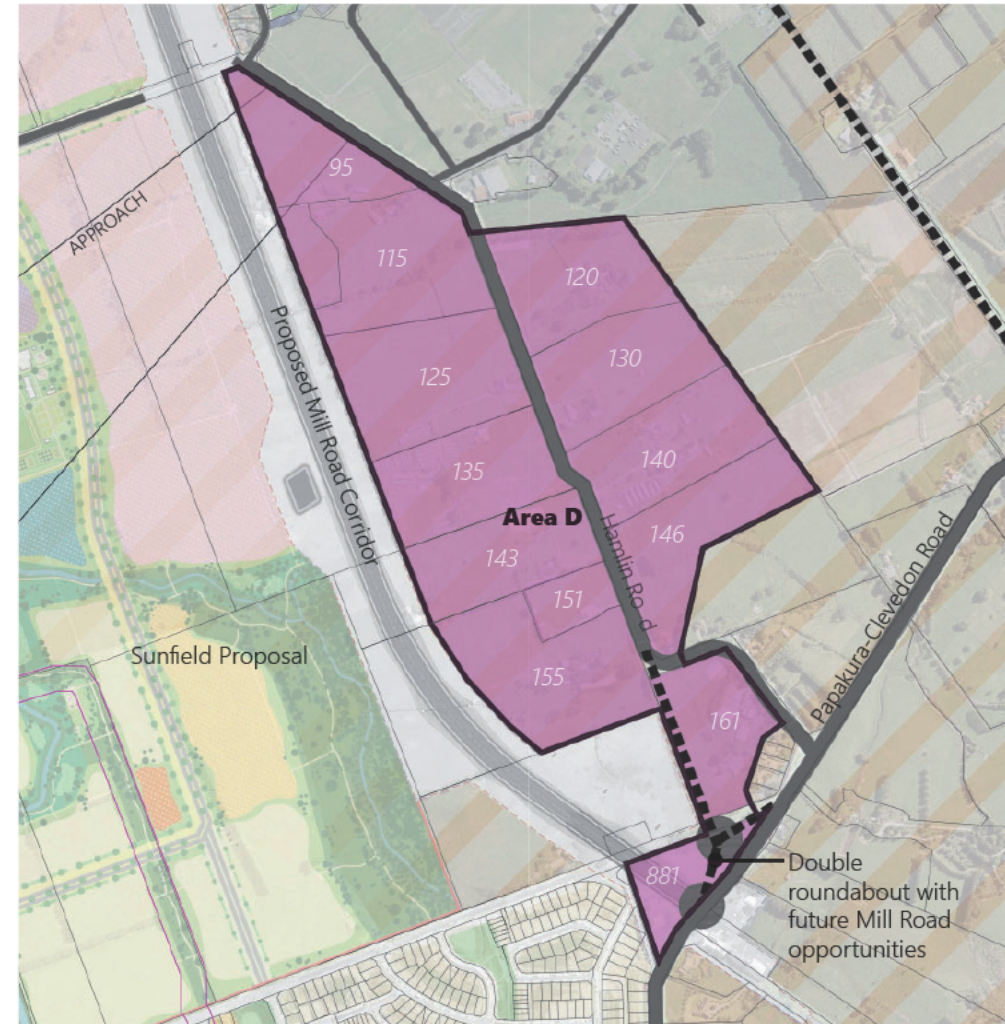 95
APPROACH
115
120
Proposed Mill Road Corridor
130
125
140
135
Area D
Hamlin Ro d
146
143
151
Papakura-Clevedon Road
Sunfield Proposal
155
161
Double
roundabout with
future Mill Road
opportunities
881